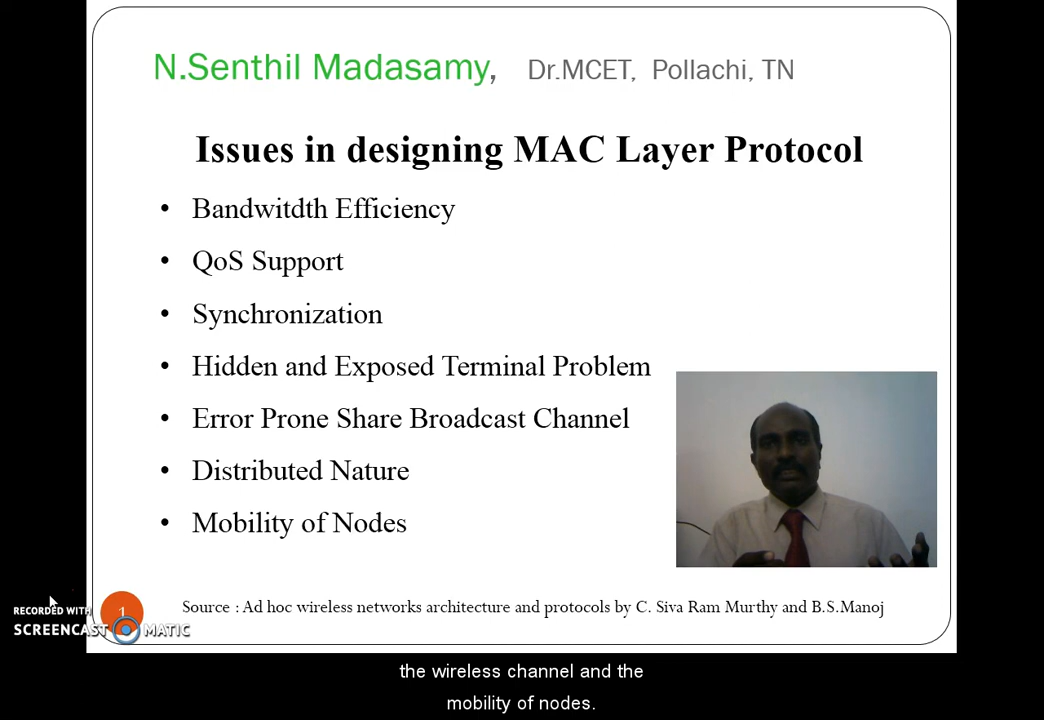 N.Senthil Madasamy, Dr.MCET, Pollachi, TN
Issues in designing MAC Layer Protocol
• Bandwitdth Efficiency
• QoS Support
• Synchronization
• Hidden and Exposed Terminal Problem
• Error Prone Share Broadcast Channel
• Distributed Nature
• Mobility of Nodes
Source : Ad hoc wireless networks architecture and protocols by C. Siva Ram Murthy and B.S.Manoj
1
RECORDED WITH
SCREENCAST MATIC
the wireless channel and the
mobility of nodes.